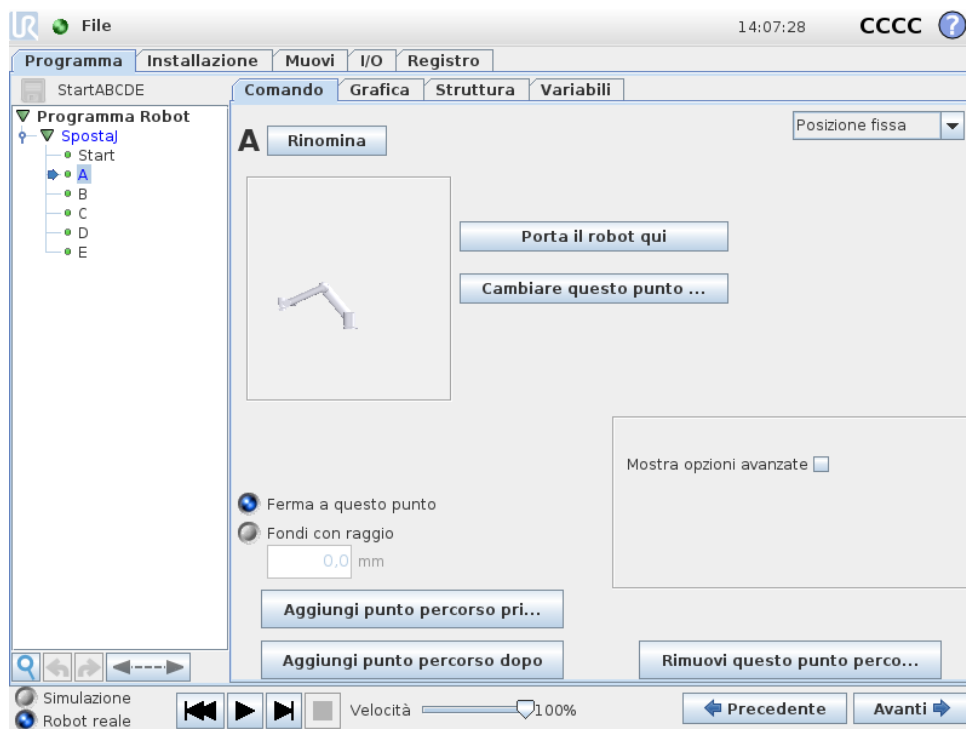 UR File 14:07:28 CCCC ?
Programma Installazione Muovi I/O Registro
StartABCDE Comando Grafica Struttura Variabili
Programma Robot
SpostaJ
Start
A
B
C
D
E
A Rinomina Posizione fissa
Porta il robot qui
Cambiare questo punto ...
Mostra opzioni avanzate
Ferma a questo punto
Fondi con raggio
0,0 mm
Aggiungi punto percorso pri...
Aggiungi punto percorso dopo Rimuovi questo punto perco...
Simulazione
Robot reale
Velocità 100% Precedente Avanti